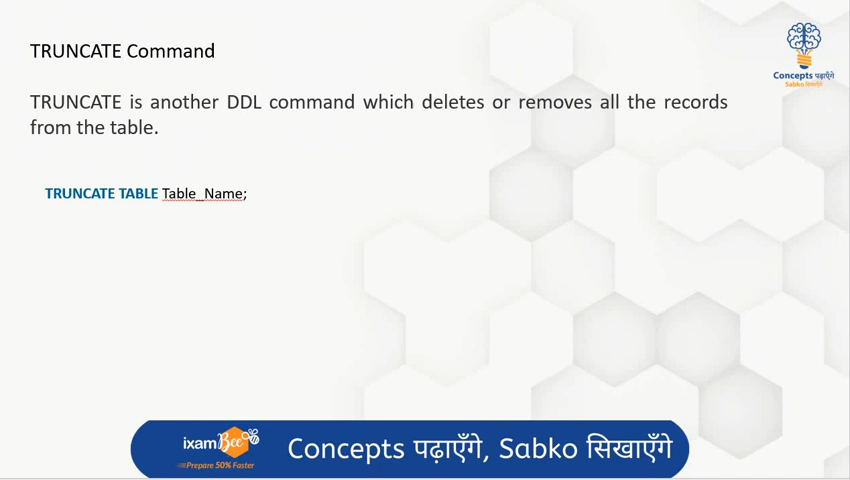 TRUNCATE Command
Concepts पढ़ाएँगे
Sabko सिखाएँगे
TRUNCATE is another DDL command which deletes or removes all the records
from the table.
TRUNCATE TABLE Table_Name;
ixamBee
Prepare 50% Faster
Concepts पढ़ाएँगे, Sabko सिखाएँगे